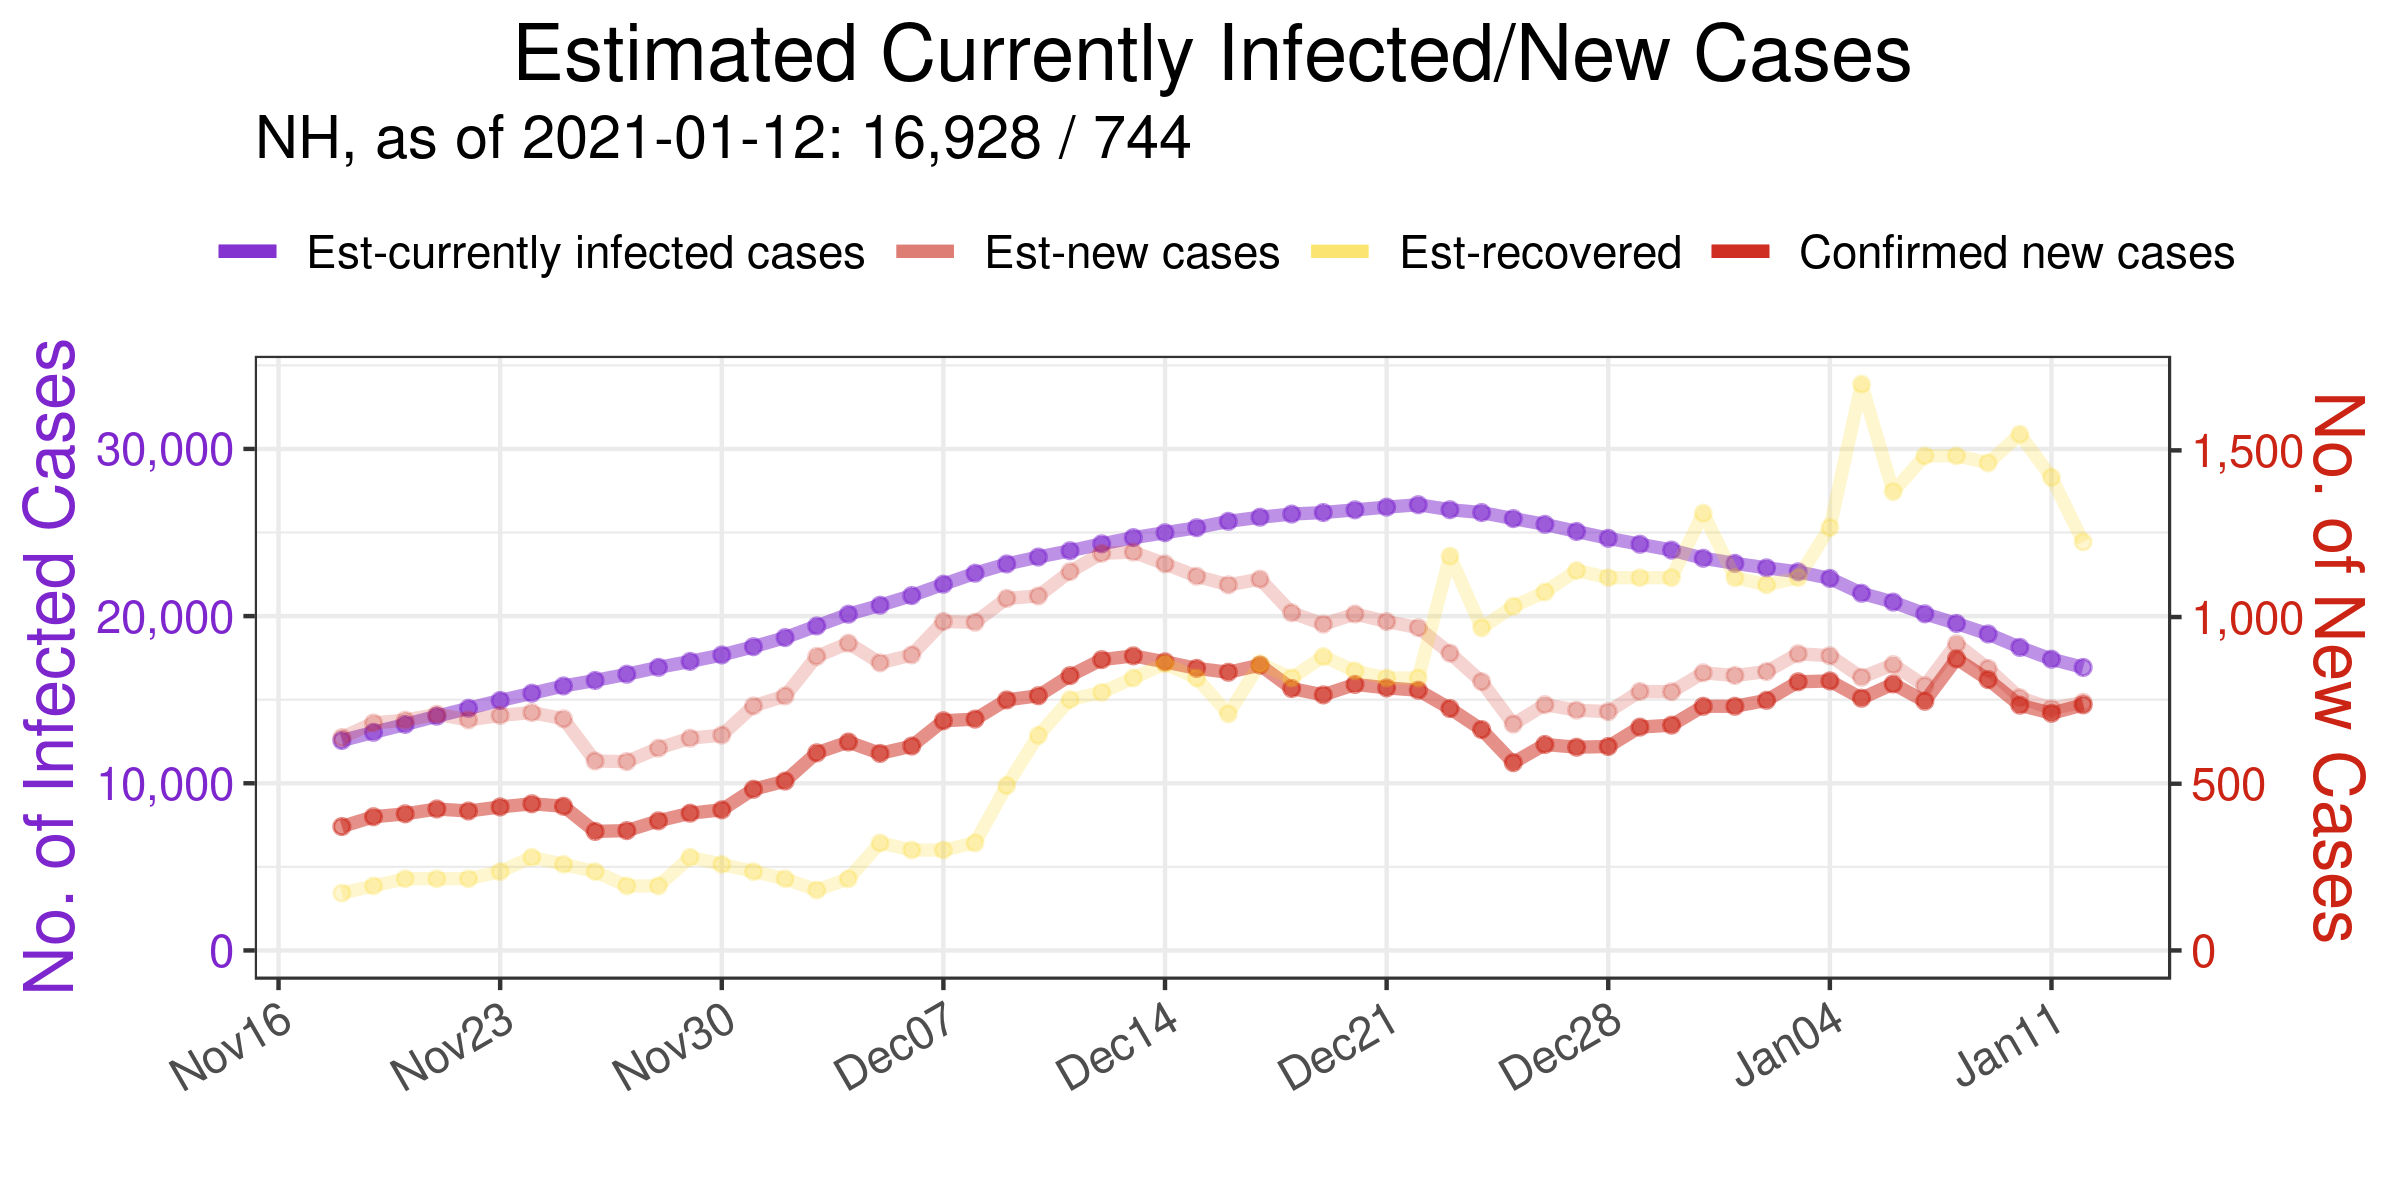 Estimated Currently Infected/New Cases
NH, as of 2021-01-12: 16,928 / 744
Est-currently infected cases Est-new cases Est-recovered Confirmed new cases
No. of Infected Cases
30,000
20,000
10,000
0
1,500
1,000
500
0
No. of New Cases
Nov16 Nov23 Nov30 Dec07 Dec14 Dec21 Dec28 Jan04 Jan11